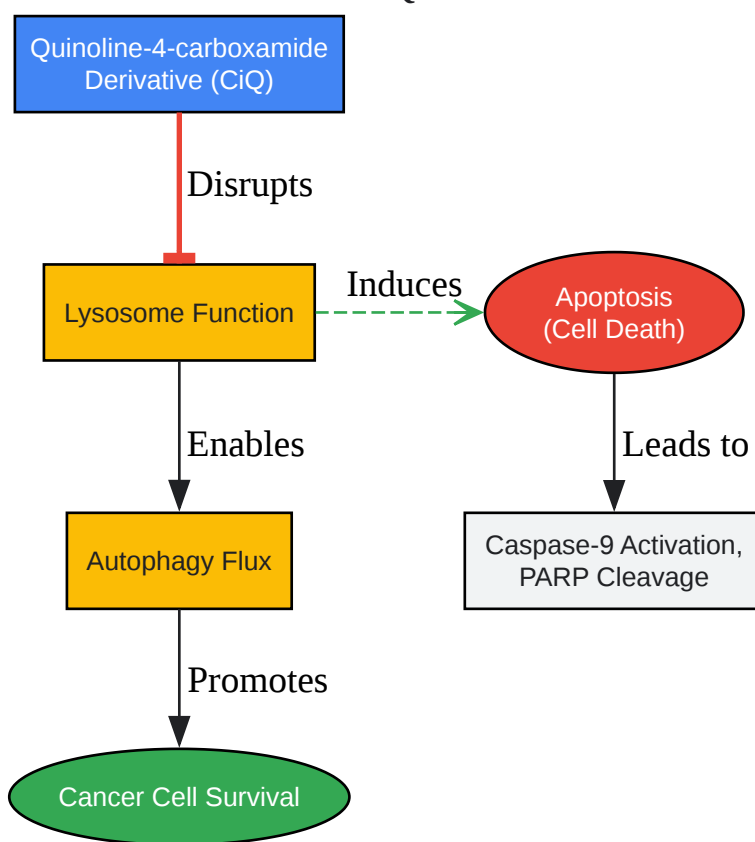 Quinoline-4-carboxamide
Derivative (CiQ)
Disrupts
Lysosome Function
Induces
Apoptosis
(Cell Death)
Enables
Leads to
Autophagy Flux
Caspase-9 Activation,
PARP Cleavage
Promotes
Cancer Cell Survival